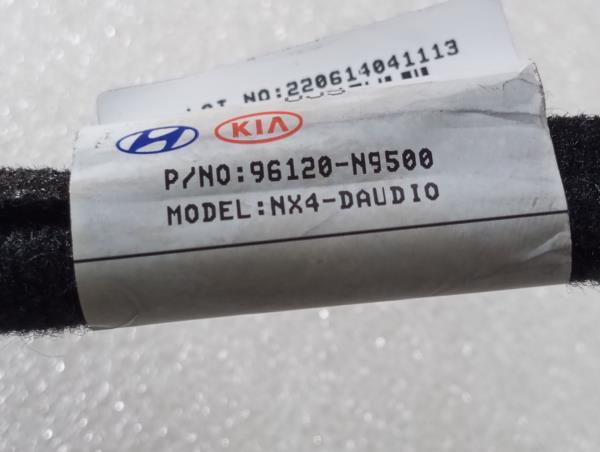 LOT NO:220614041113
KIA
P/NO:96120-N9500
MODEL:NX4-DAUDIO